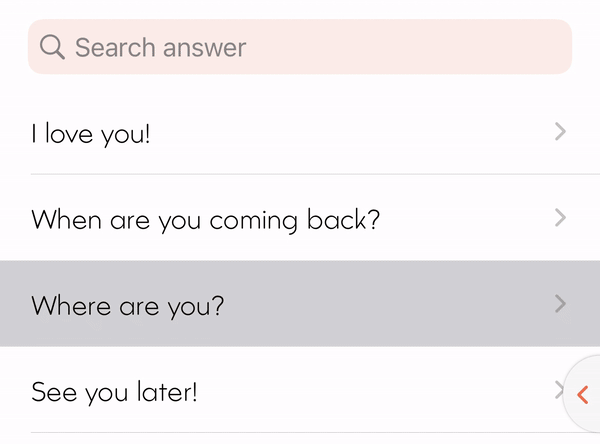 Search answer
I love you!
When are you coming back?
Where are you?
See you later!